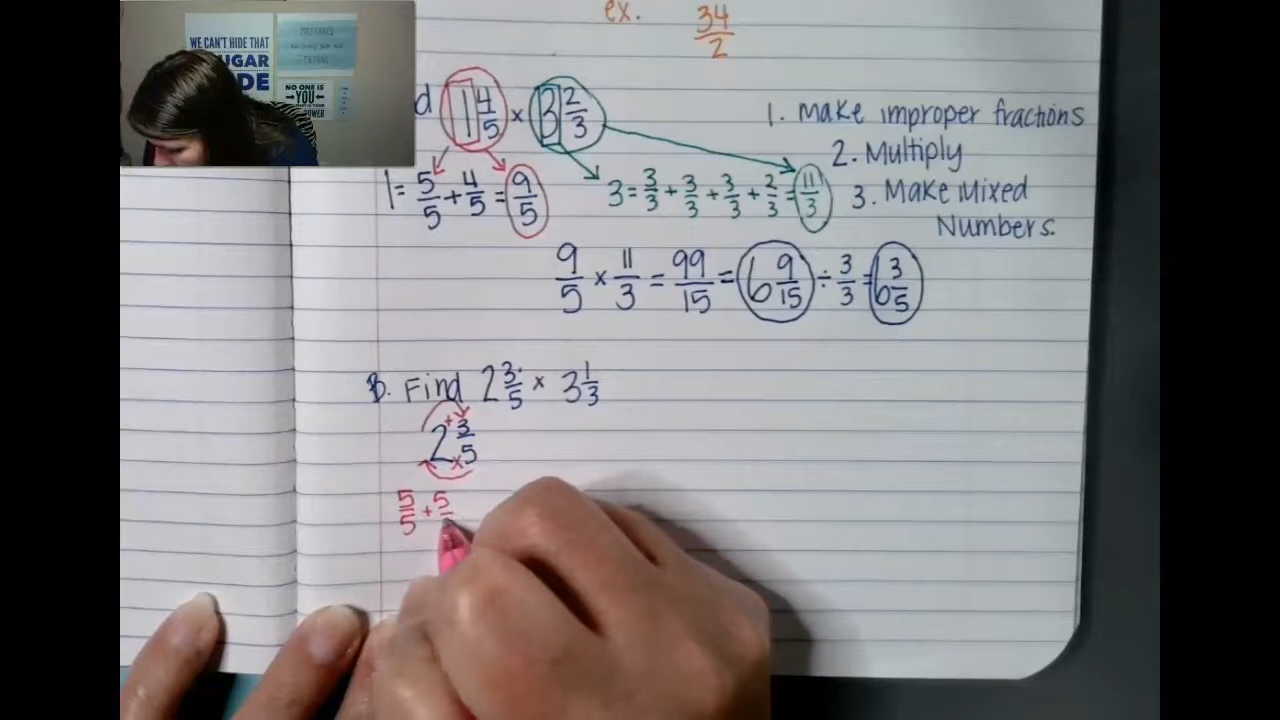 WE CAN'T HIDE THAT
SUGAR
NO ONE IS
YOU
ex. 34/2
d 1 4/5 × 3 2/3
1. Make improper fractions
2. Multiply
3. Make Mixed
Numbers.
1 = 5/5 + 4/5 = 9/5
3 = 3/3 + 3/3 + 3/3 + 2/3 = 11/3
9/5 × 11/3 = 99/15 = 6 9/15 ÷ 3/3 = 6 3/5
B. Find 2 3/5 × 3 1/3
2 + 3/5 ×
5/5 + 5